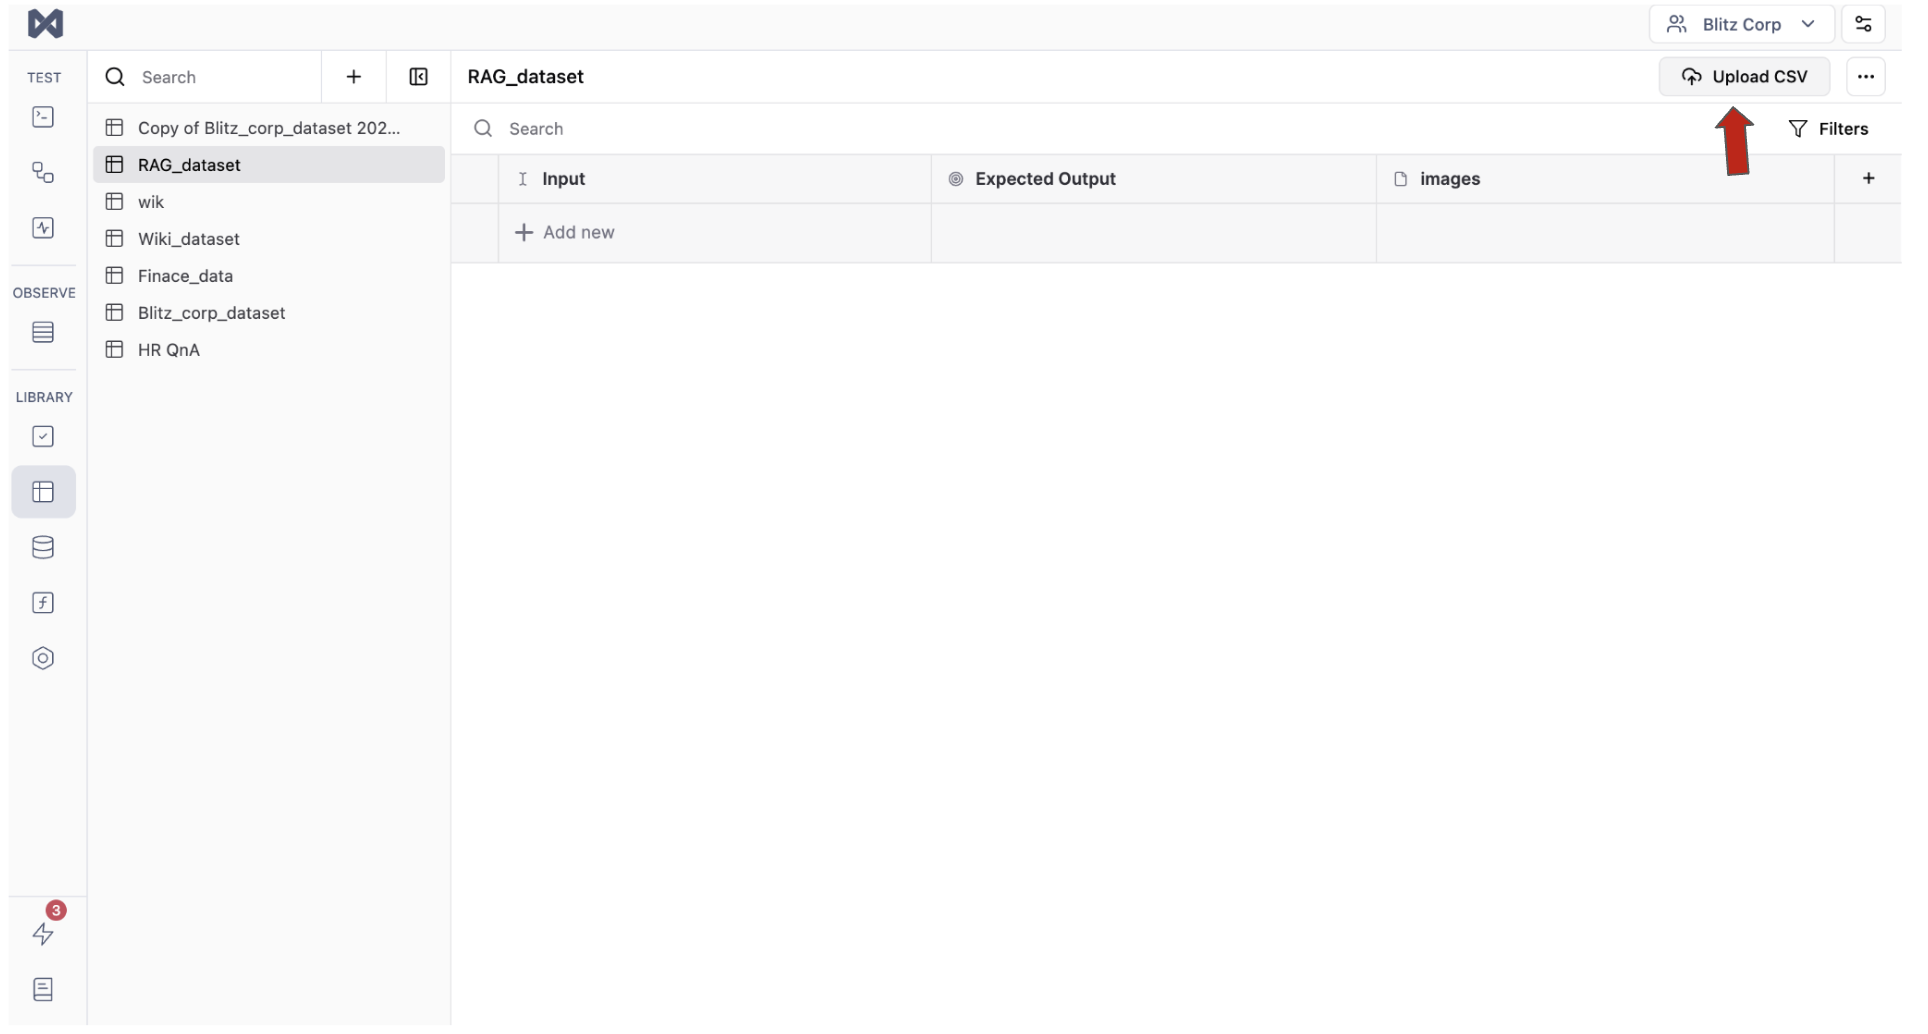 Blitz Corp
TEST
Search
RAG_dataset
Upload CSV
Copy of Blitz_corp_dataset 202...
RAG_dataset
wik
Wiki_dataset
Finace_data
Blitz_corp_dataset
HR QnA
Search
Filters
Input
Expected Output
images
Add new
OBSERVE
LIBRARY
3